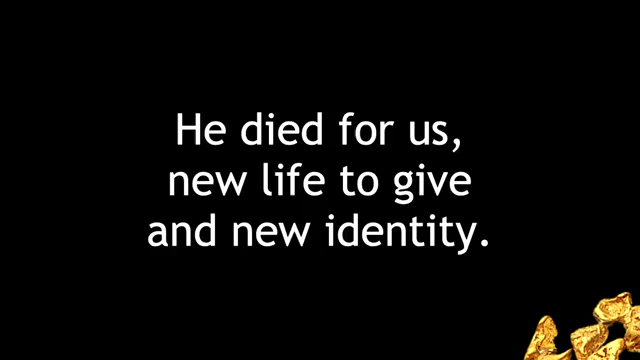 He died for us,
new life to give
and new identity.